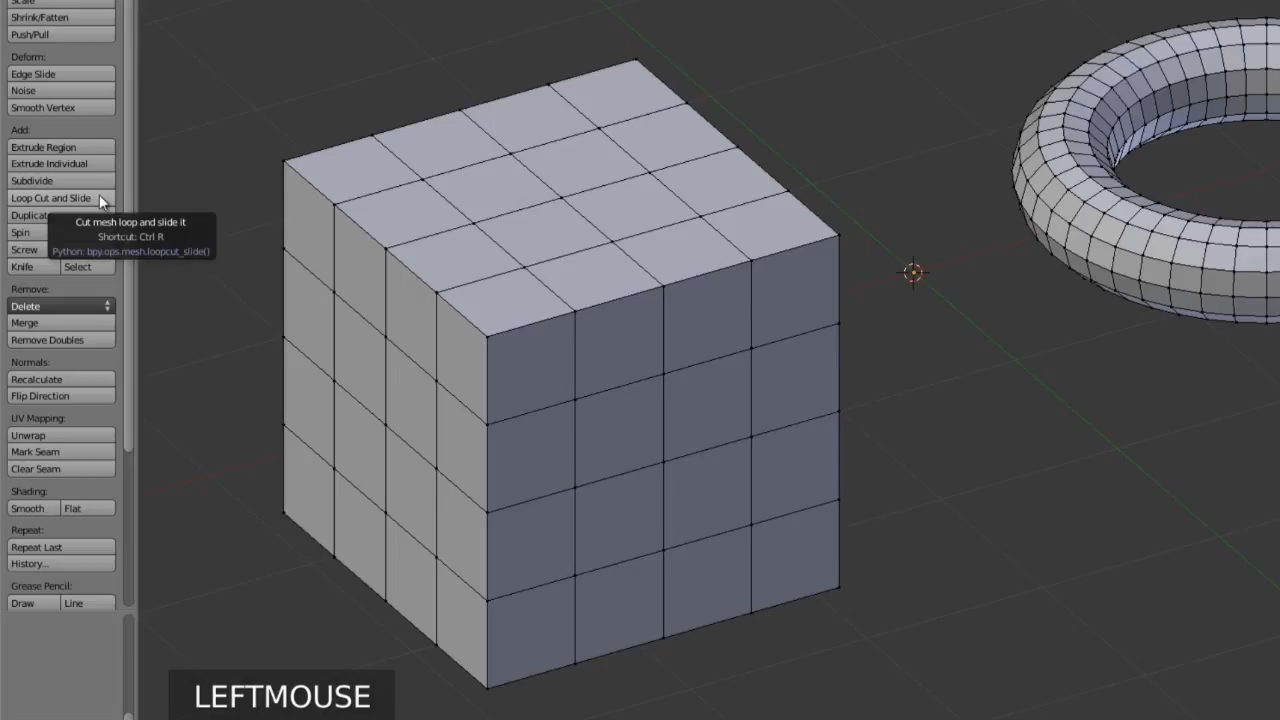 Scale
Shrink/Fatten
Push/Pull
Deform:
Edge Slide
Noise
Smooth Vertex
Add:
Extrude Region
Extrude Individual
Subdivide
Loop Cut and Slide
Duplicat
Cut mesh loop and slide it
Spin
Shortcut: Ctrl R
Screw
Python: bpy.ops.mesh.loopcut_slide()
Knife Select
Remove:
Delete
Merge
Remove Doubles
Normals:
Recalculate
Flip Direction
UV Mapping:
Unwrap
Mark Seam
Clear Seam
Shading:
Smooth Flat
Repeat:
Repeat Last
History...
Grease Pencil:
Draw Line
LEFTMOUSE